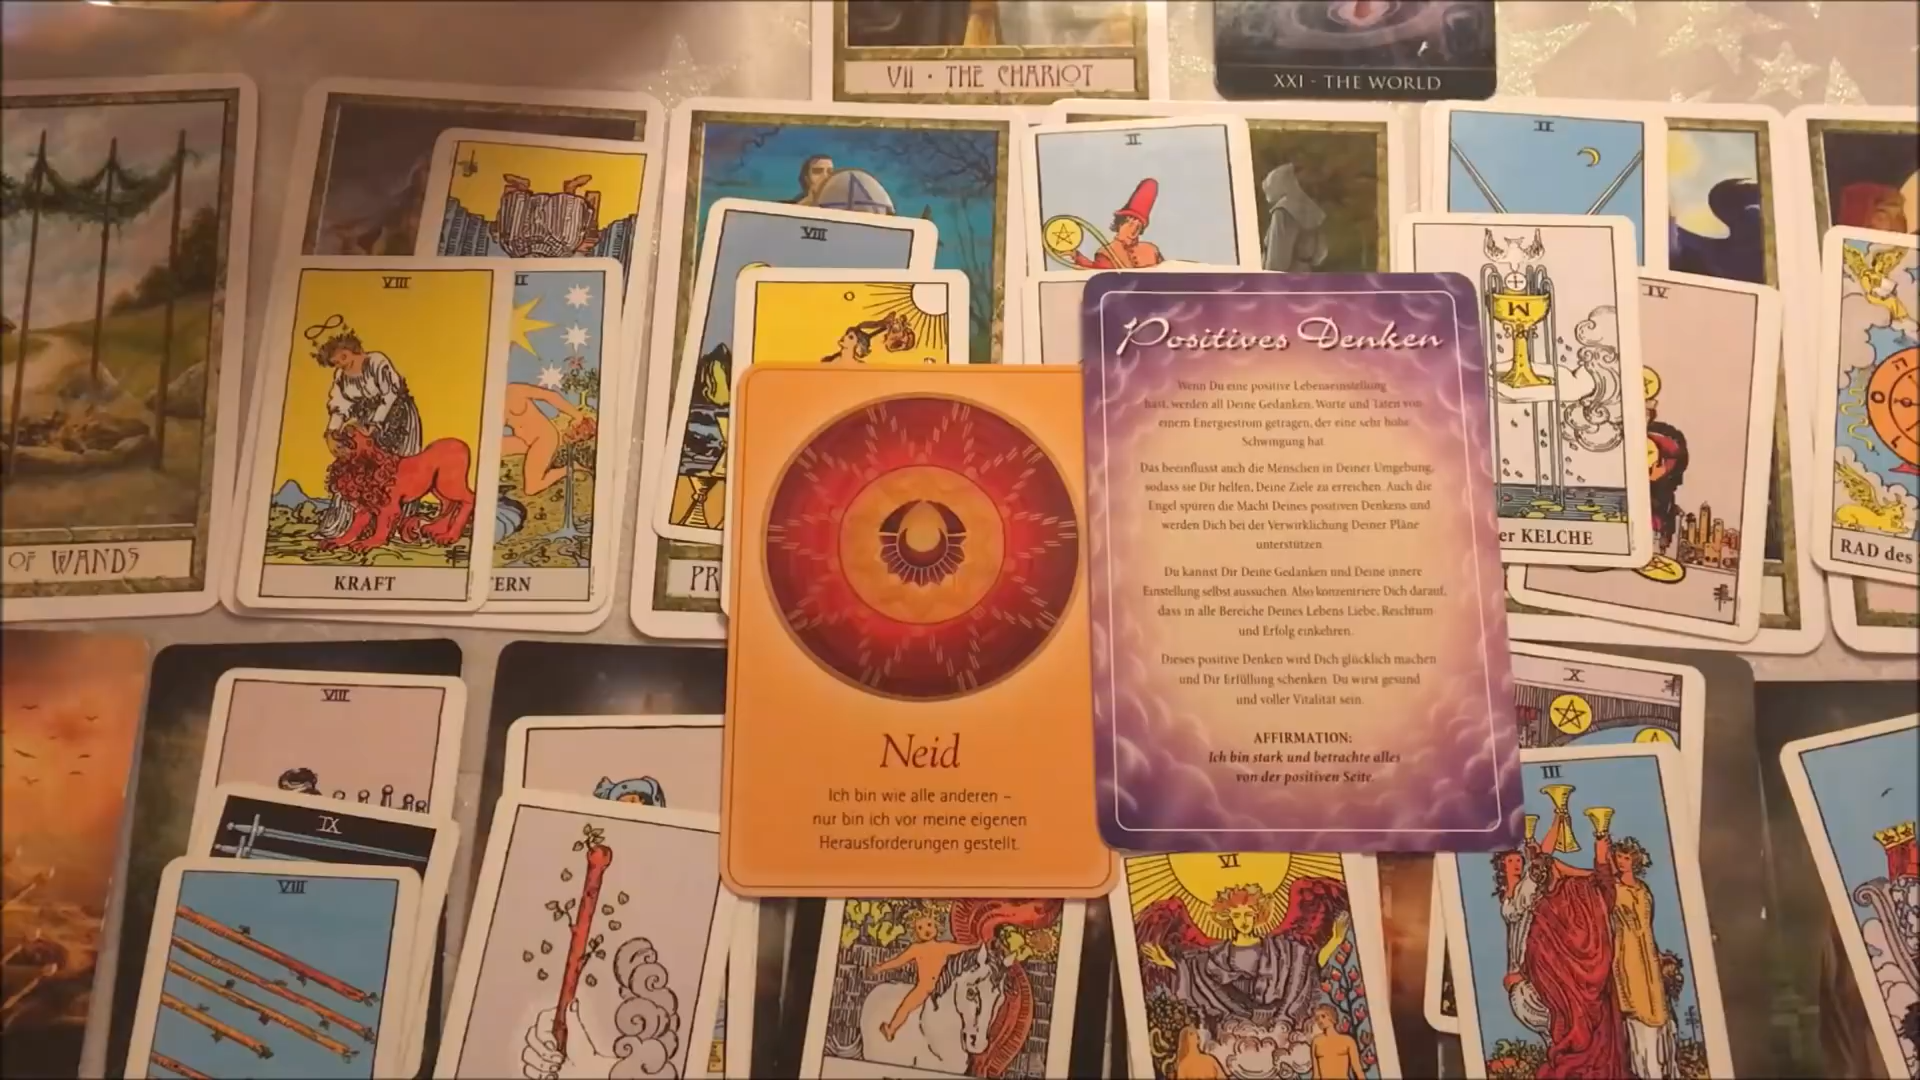 VII · THE CHARIOT
XXI - THE WORLD
II
II
VIII
VIII
II
IV
Positives Denken
Wenn Du eine positive Lebenseinstellung
hast, werden all Deine Gedanken, Worte und Taten von
einem Energiestrom getragen, der eine sehr hohe
Schwingung hat.
Das beeinflusst auch die Menschen in Deiner Umgebung,
sodass sie Dir helfen, Deine Ziele zu erreichen. Auch die
Engel spüren die Macht Deines positiven Denkens und
werden Dich bei der Verwirklichung Deiner Pläne
unterstützen.
Du kannst Dir Deine Gedanken und Deine innere
Einstellung selbst aussuchen. Also konzentriere Dich darauf,
dass in alle Bereiche Deines Lebens Liebe, Reichtum
und Erfolg einkehren.
Dieses positive Denken wird Dich glücklich machen
und Dir Erfüllung schenken. Du wirst gesund
und voller Vitalität sein.
AFFIRMATION:
Ich bin stark und betrachte alles
von der positiven Seite.
OF WANDS
KRAFT
ERN
PR
er KELCHE
RAD des
Neid
Ich bin wie alle anderen –
nur bin ich vor meine eigenen
Herausforderungen gestellt.
VIII
IX
VIII
X
III
VI